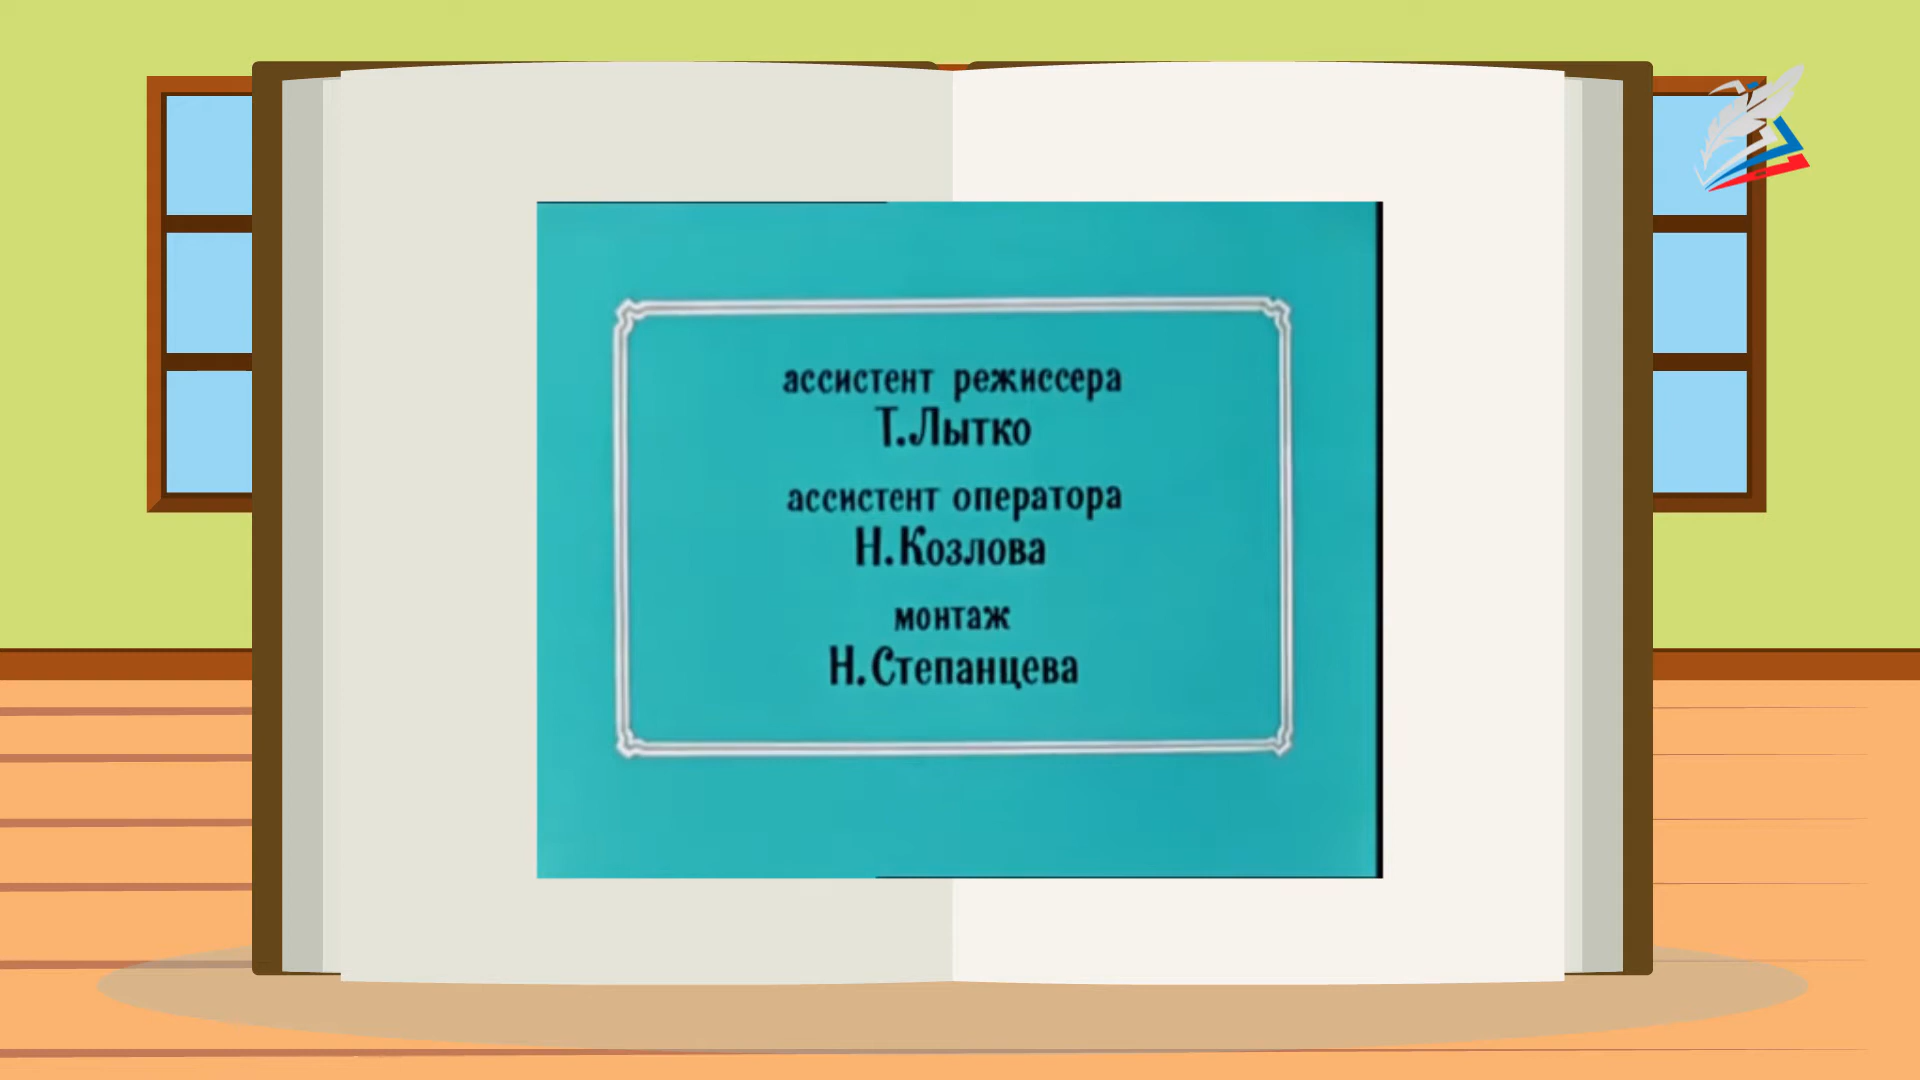 ассистент режиссера
Т.Лытко
ассистент оператора
Н.Козлова
монтаж
Н.Степанцева